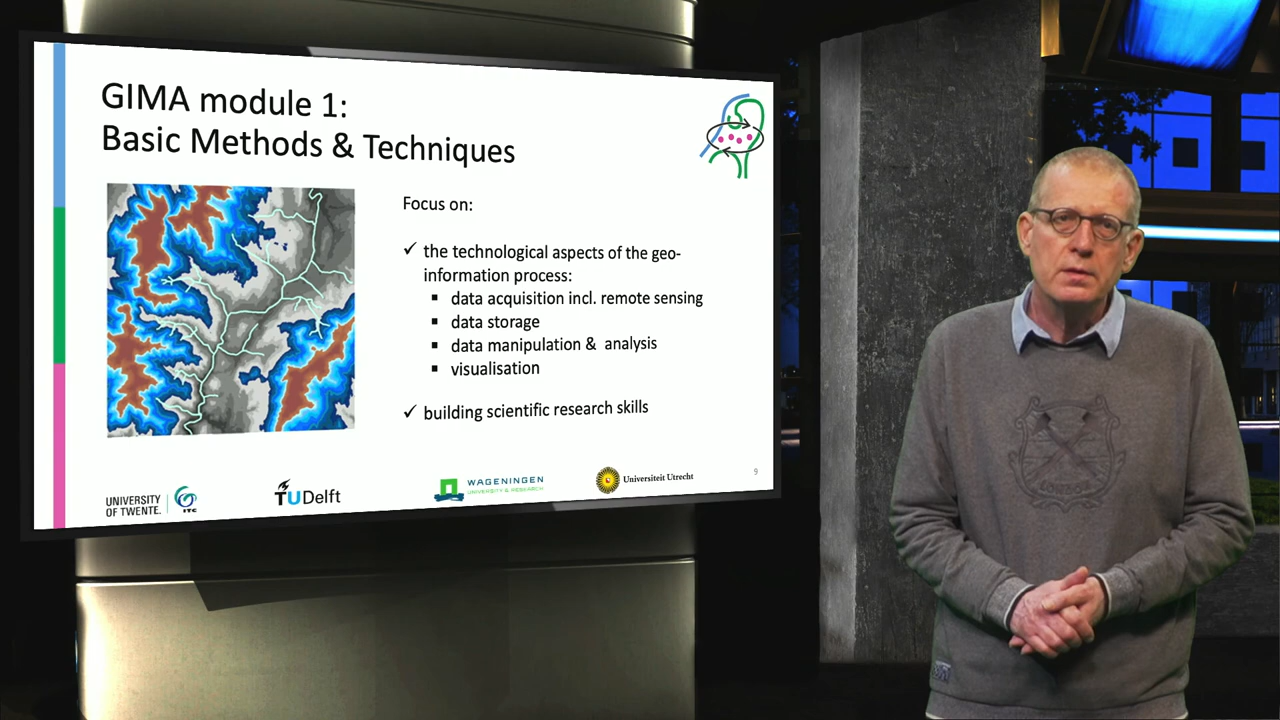 GIMA module 1:
Basic Methods & Techniques
Focus on:
✓ the technological aspects of the geo-
information process:
▪ data acquisition incl. remote sensing
▪ data storage
▪ data manipulation & analysis
▪ visualisation
✓ building scientific research skills
9
UNIVERSITY
OF TWENTE.
ITC
TUDelft
WAGENINGEN
UNIVERSITY & RESEARCH
Universiteit Utrecht